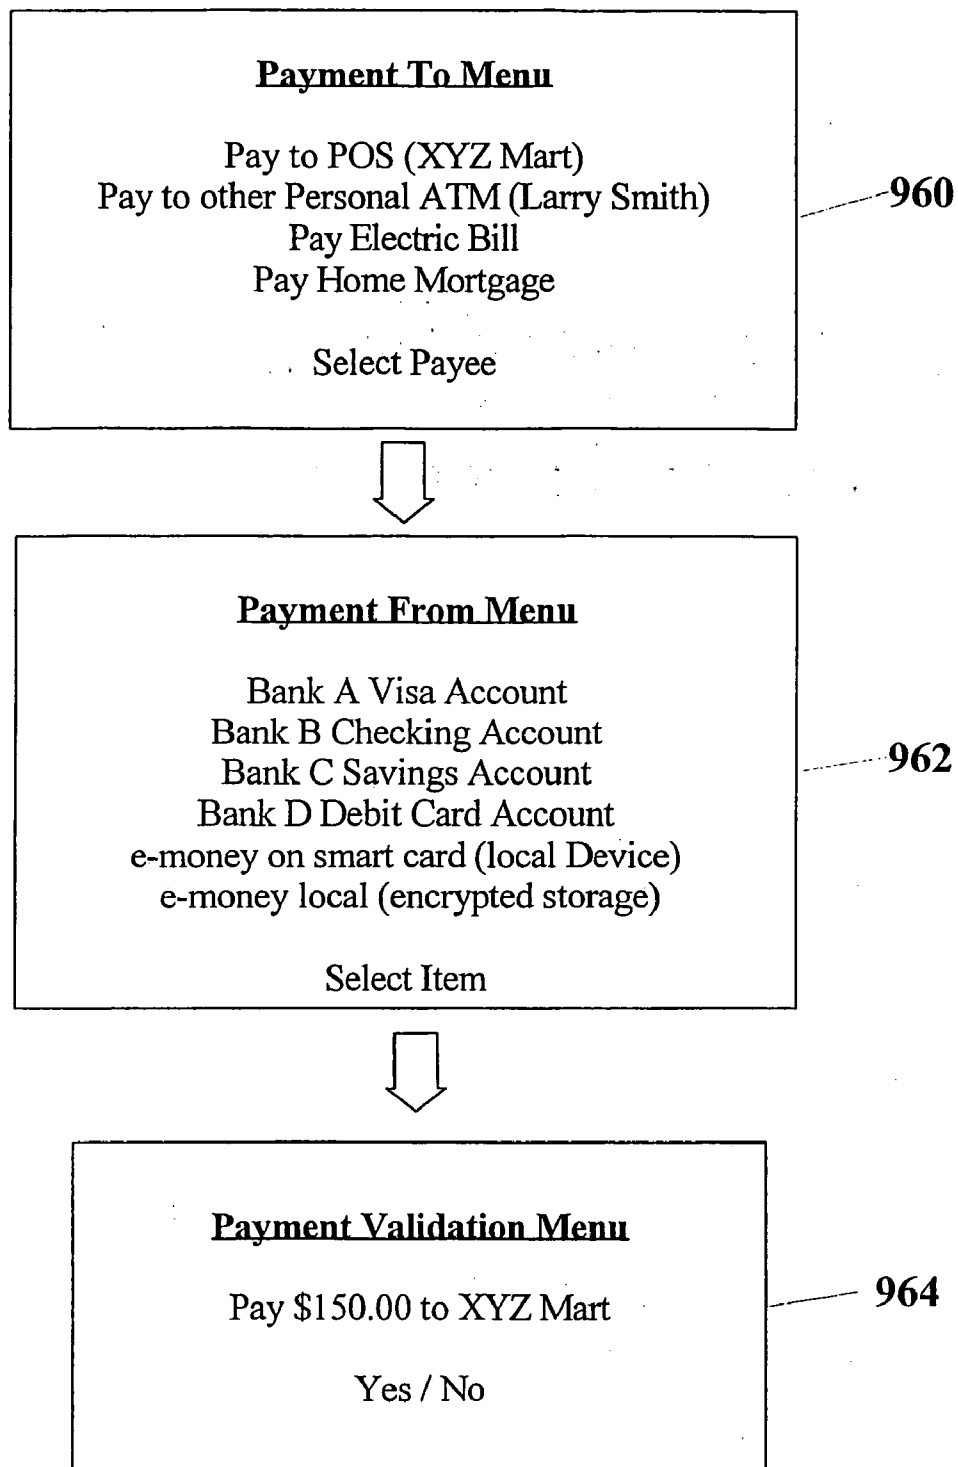 Payment To Menu
Pay to POS (XYZ Mart)
Pay to other Personal ATM (Larry Smith)
Pay Electric Bill
Pay Home Mortgage
Select Payee
960
Payment From Menu
Bank A Visa Account
Bank B Checking Account
Bank C Savings Account
Bank D Debit Card Account
e-money on smart card (local Device)
e-money local (encrypted storage)
Select Item
962
Payment Validation Menu
Pay $150.00 to XYZ Mart
Yes / No
964